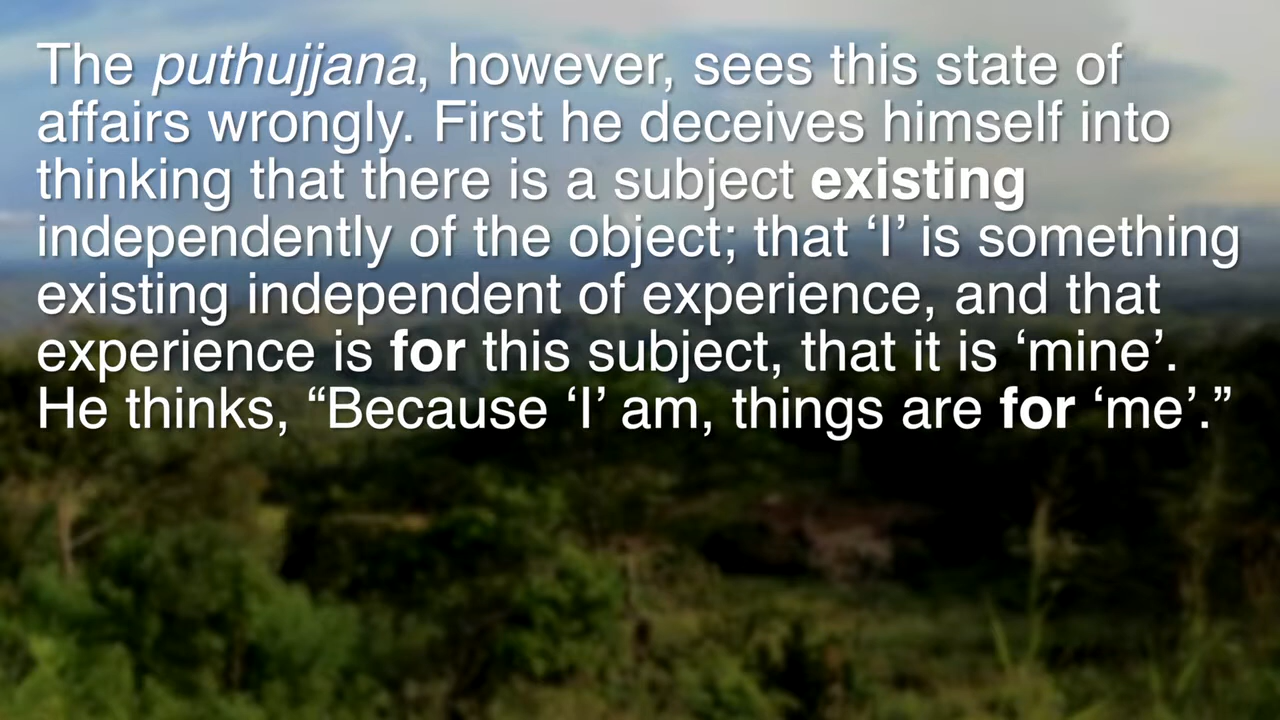 The puthujjana, however, sees this state of
affairs wrongly. First he deceives himself into
thinking that there is a subject existing
independently of the object; that ‘I’ is something
existing independent of experience, and that
experience is for this subject, that it is ‘mine’.
He thinks, “Because ‘I’ am, things are for ‘me’.”